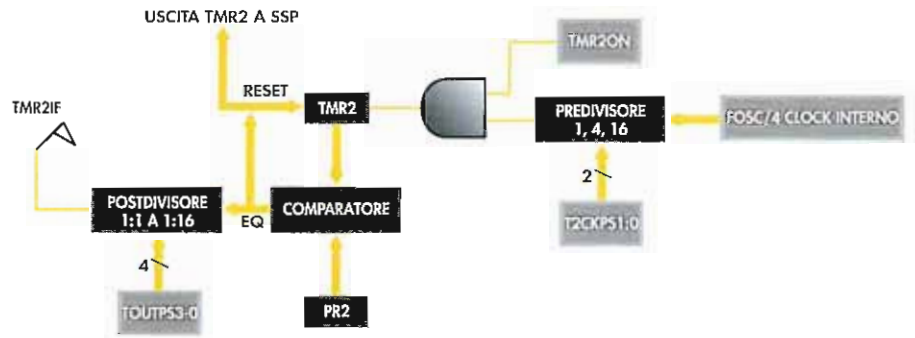 USCITA TMR2 A SSP
TMR2ON
RESET
TMR2IF
TMR2
PREDIVISORE
1, 4, 16
FOSC/4 CLOCK INTERNO
2
POSTDIVISORE
1:1 A 1:16
EQ
COMPARATORE
T2CKPS1:0
4
TOUTPS3-0
PR2